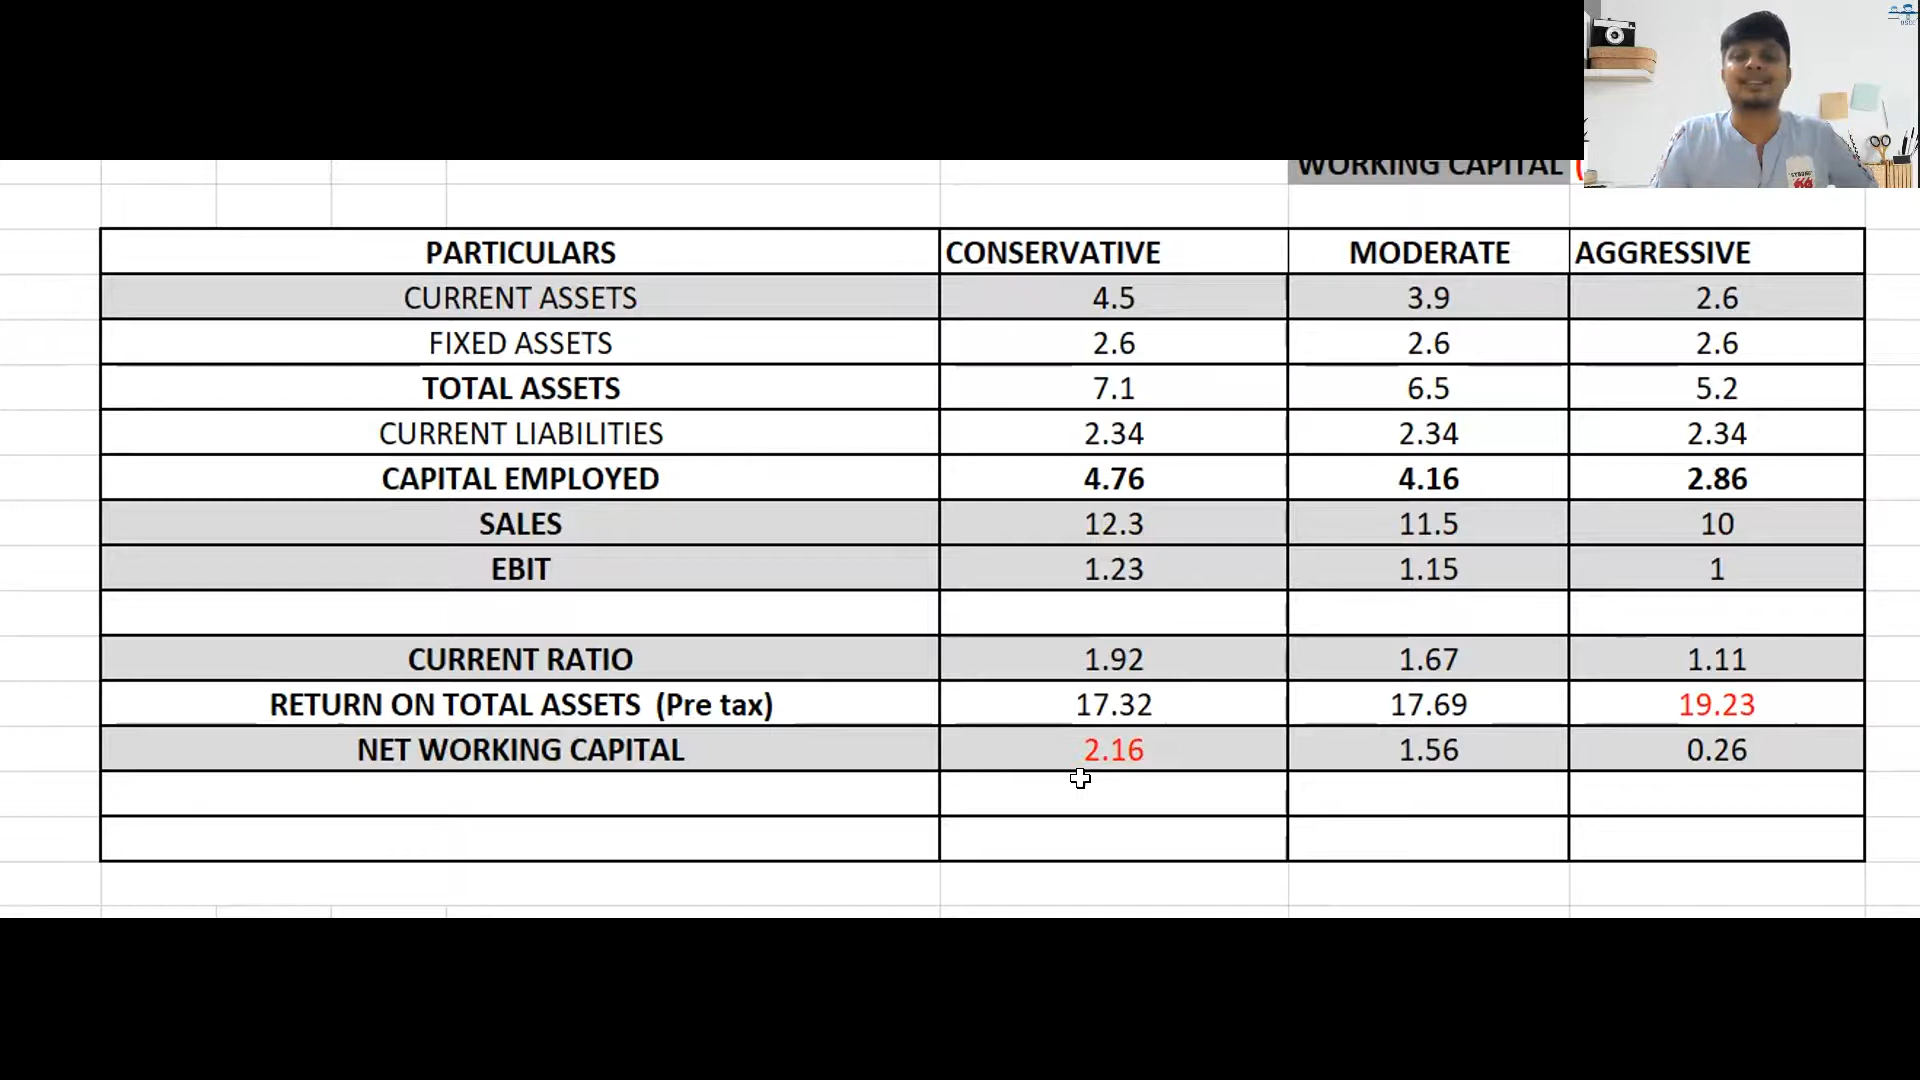 WORKING CAPITAL (
PARTICULARS CONSERVATIVE MODERATE AGGRESSIVE
CURRENT ASSETS 4.5 3.9 2.6
FIXED ASSETS 2.6 2.6 2.6
TOTAL ASSETS 7.1 6.5 5.2
CURRENT LIABILITIES 2.34 2.34 2.34
CAPITAL EMPLOYED 4.76 4.16 2.86
SALES 12.3 11.5 10
EBIT 1.23 1.15 1
CURRENT RATIO 1.92 1.67 1.11
RETURN ON TOTAL ASSETS (Pre tax) 17.32 17.69 19.23
NET WORKING CAPITAL 2.16 1.56 0.26